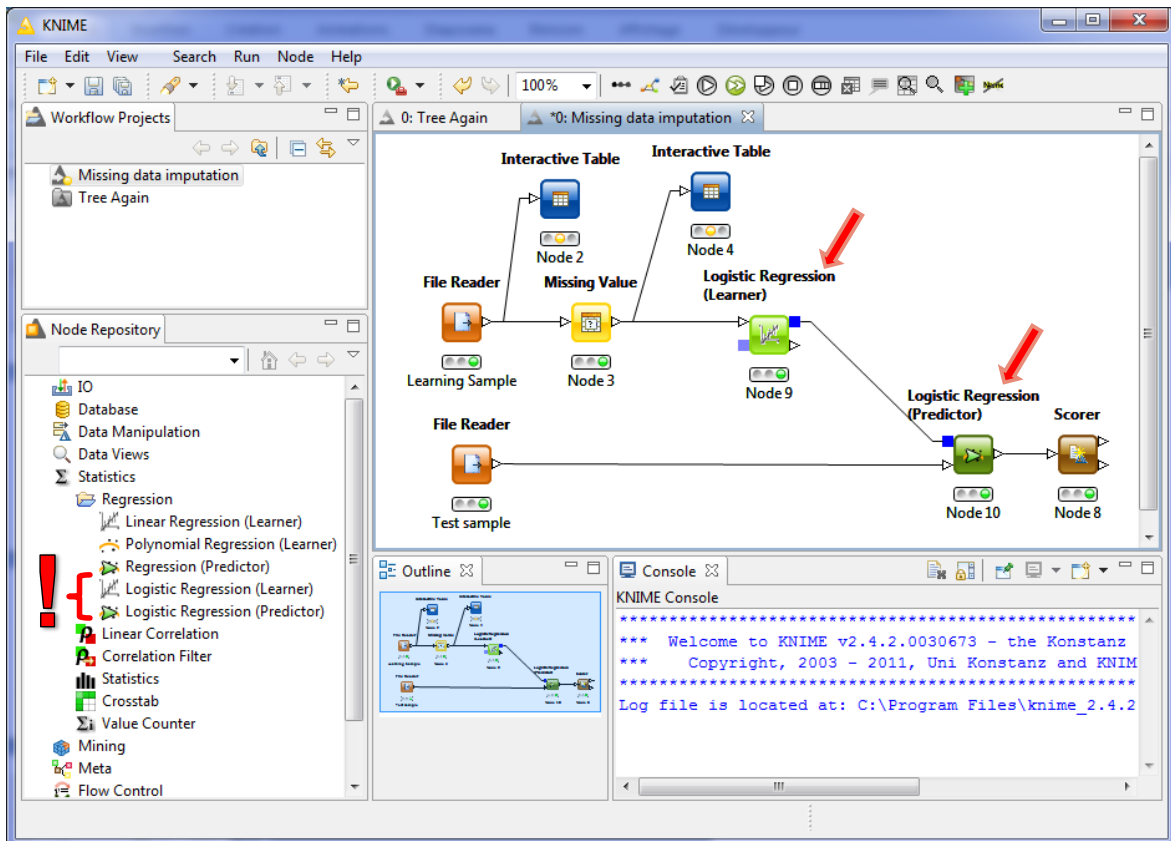 KNIME
File Edit View Search Run Node Help
100%
Workflow Projects
Missing data imputation
Tree Again
Node Repository
IO
Database
Data Manipulation
Data Views
Statistics
Regression
Linear Regression (Learner)
Polynomial Regression (Learner)
Regression (Predictor)
Logistic Regression (Learner)
Logistic Regression (Predictor)
!
Linear Correlation
Correlation Filter
Statistics
Crosstab
Value Counter
Mining
Meta
Flow Control
0: Tree Again
*0: Missing data imputation
Interactive Table
Node 2
Interactive Table
Node 4
File Reader
Learning Sample
Missing Value
Node 3
Logistic Regression
(Learner)
Node 9
File Reader
Test sample
Logistic Regression
(Predictor)
Node 10
Scorer
Node 8
Outline
Console
KNIME Console
***************************************************
*** Welcome to KNIME v2.4.2.0030673 - the Konstanz
*** Copyright, 2003 - 2011, Uni Konstanz and KNIM
***************************************************
Log file is located at: C:\Program Files\knime_2.4.2